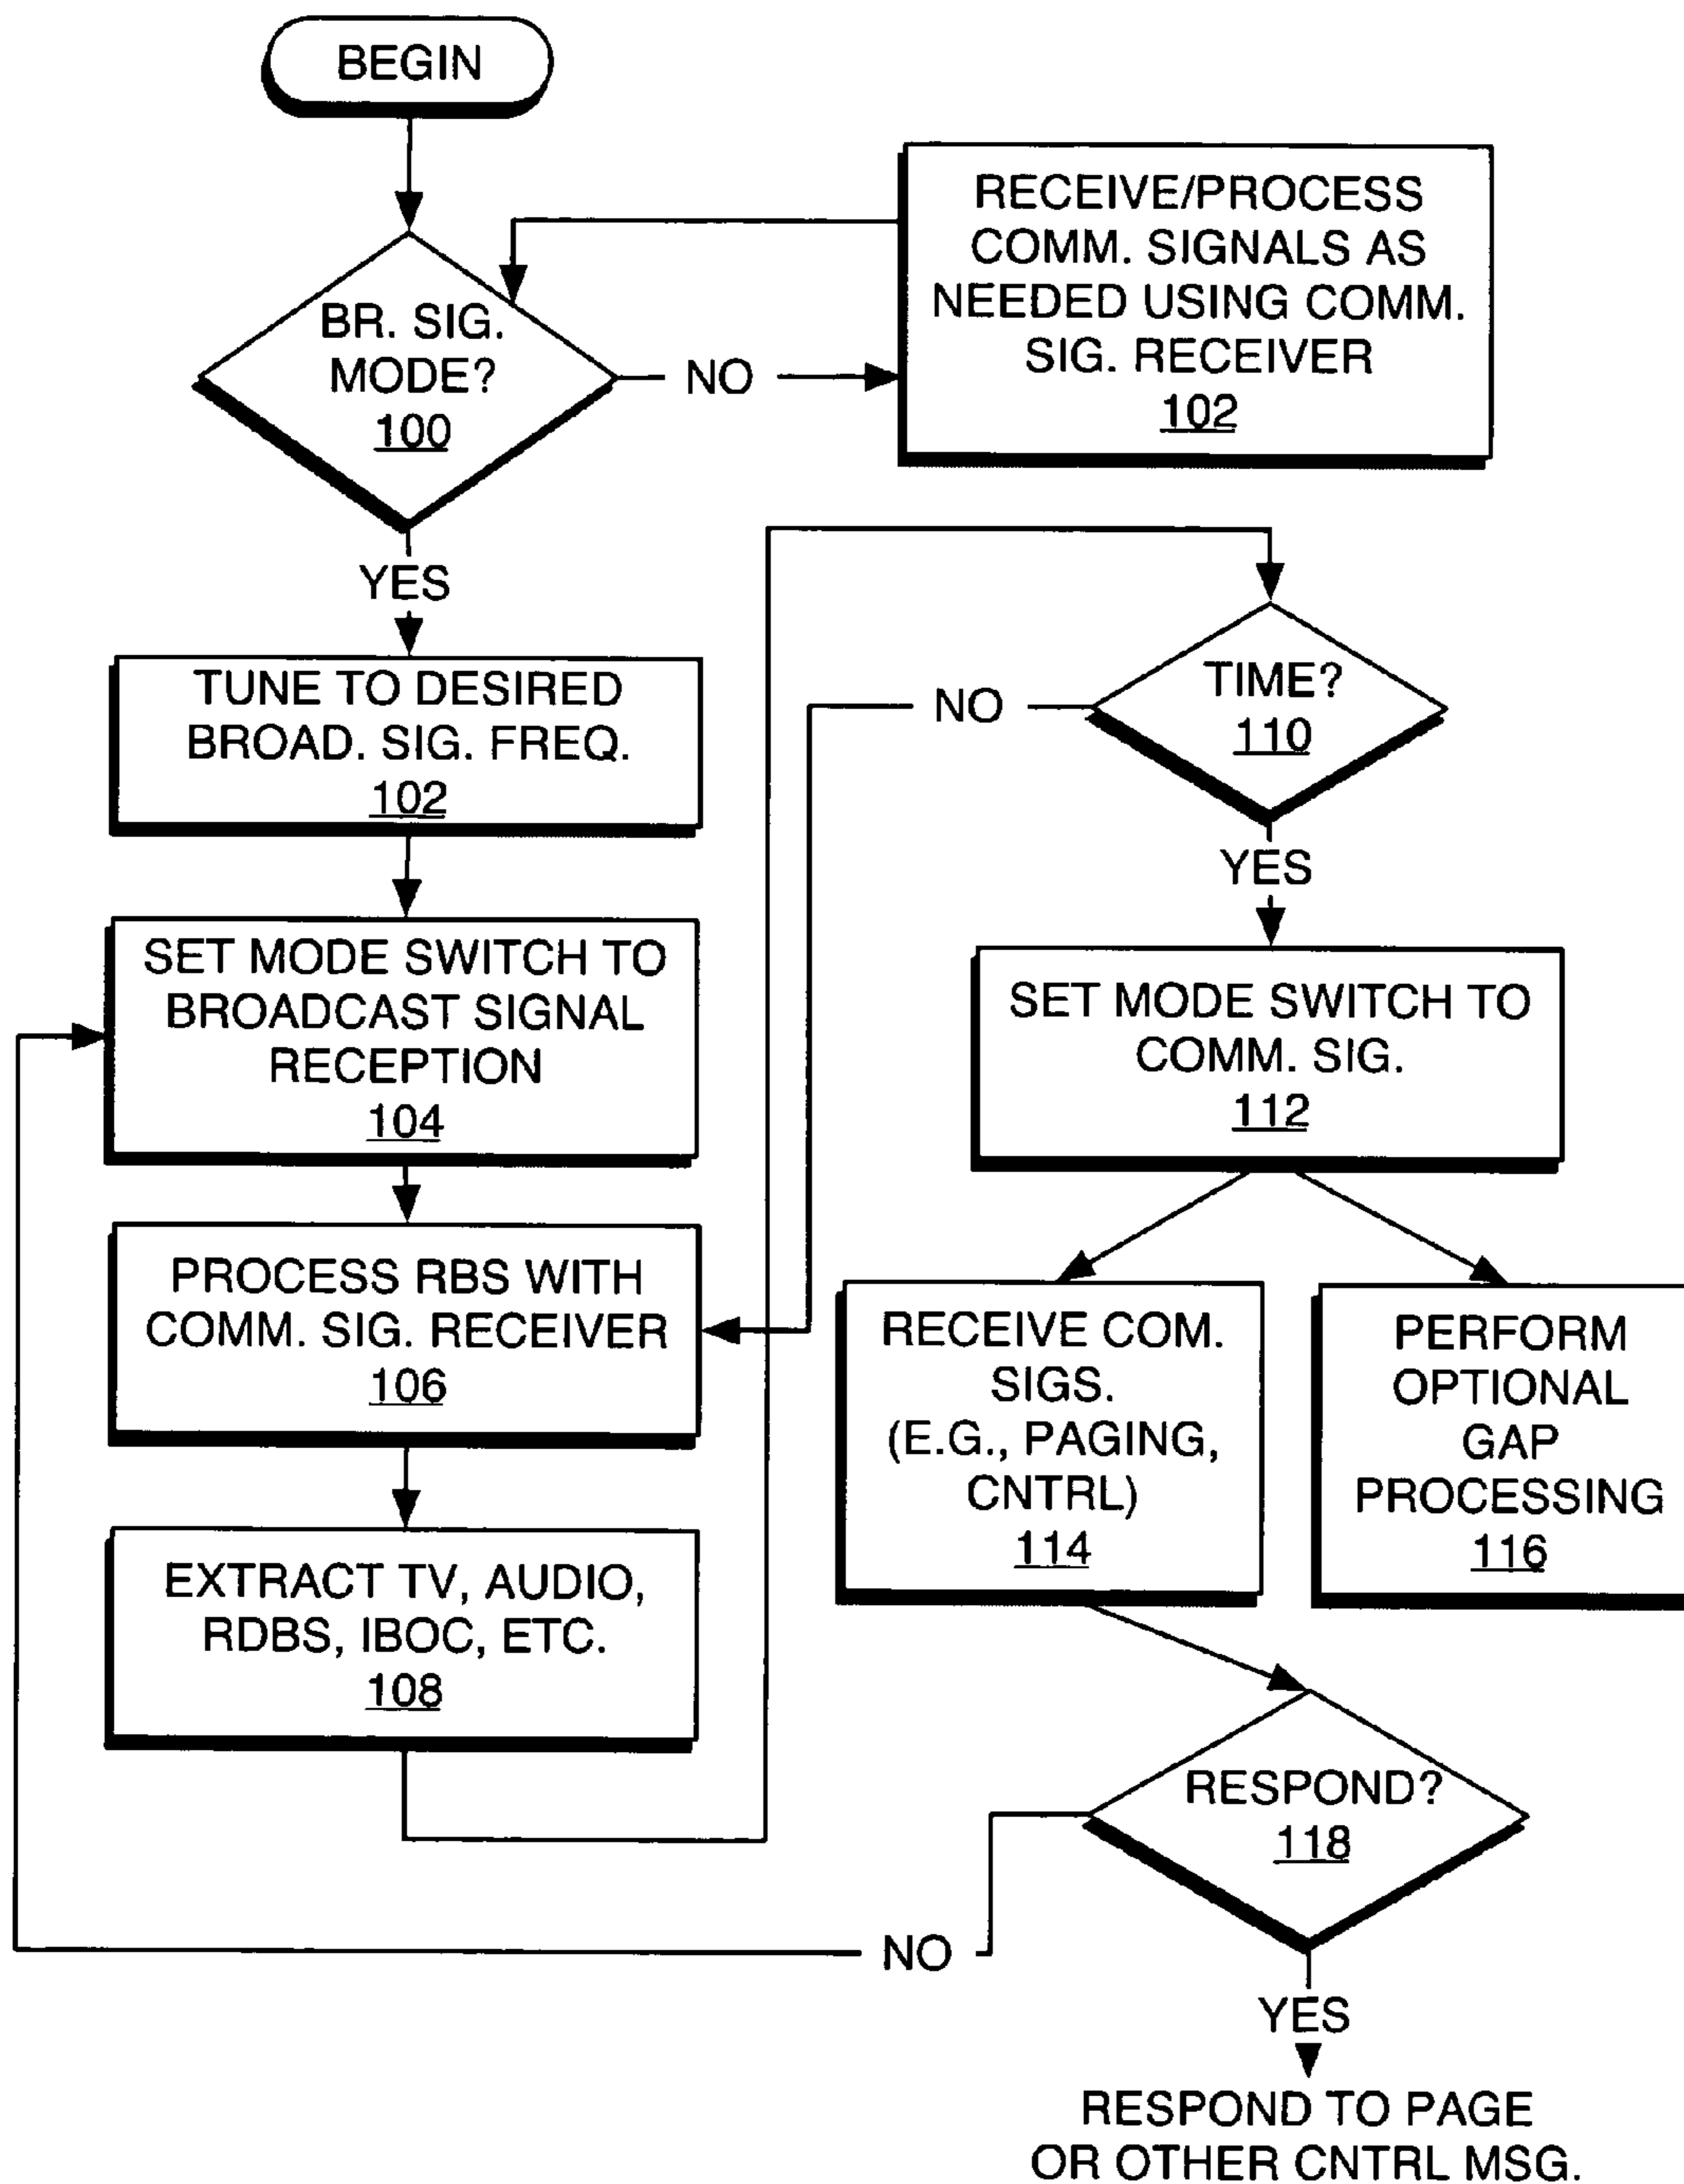 BEGIN
RECEIVE/PROCESS
COMM. SIGNALS AS
NEEDED USING COMM.
SIG. RECEIVER
102
BR. SIG.
MODE?
100
NO
YES
TUNE TO DESIRED
BROAD. SIG. FREQ.
102
SET MODE SWITCH TO
BROADCAST SIGNAL
RECEPTION
104
PROCESS RBS WITH
COMM. SIG. RECEIVER
106
EXTRACT TV, AUDIO,
RDBS, IBOC, ETC.
108
TIME?
110
NO
YES
SET MODE SWITCH TO
COMM. SIG.
112
RECEIVE COM.
SIGS.
(E.G., PAGING,
CNTRL)
114
PERFORM
OPTIONAL
GAP
PROCESSING
116
RESPOND?
118
NO
YES
RESPOND TO PAGE
OR OTHER CNTRL MSG.